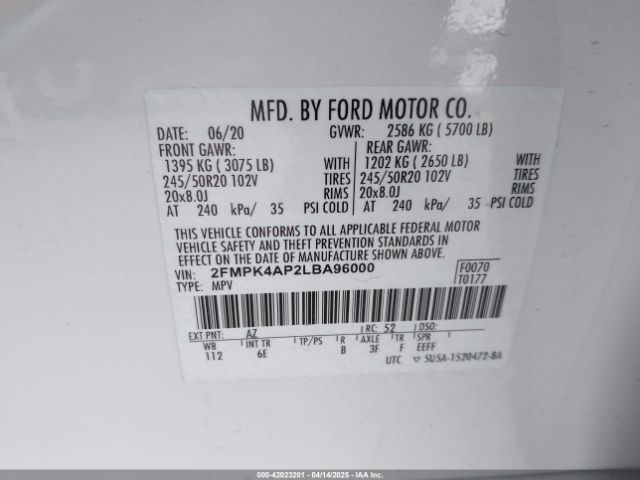 MFD. BY FORD MOTOR CO.
DATE: 06/20 GVWR: 2586 KG ( 5700 LB)
FRONT GAWR: REAR GAWR:
1395 KG ( 3075 LB) WITH 1202 KG ( 2650 LB) WITH
245/50R20 102V TIRES 245/50R20 102V TIRES
20x8.0J RIMS 20x8.0J RIMS
AT 240 kPa/ 35 PSI COLD AT 240 kPa/ 35 PSI COLD
THIS VEHICLE CONFORMS TO ALL APPLICABLE FEDERAL MOTOR
VEHICLE SAFETY AND THEFT PREVENTION STANDARDS IN
EFFECT ON THE DATE OF MANUFACTURE SHOWN ABOVE.
VIN: 2FMPK4AP2LBA96000 F0070
TYPE: MPV T0177
EXT PNT: AZ RC: 52 DSO:
WB INT TR TP/PS R AXLE TR SPR
112 6E B 3F F EEFF
UTC 5U5A-1520472-BA
000-42023201 - 04/14/2025 - IAAI Inc.